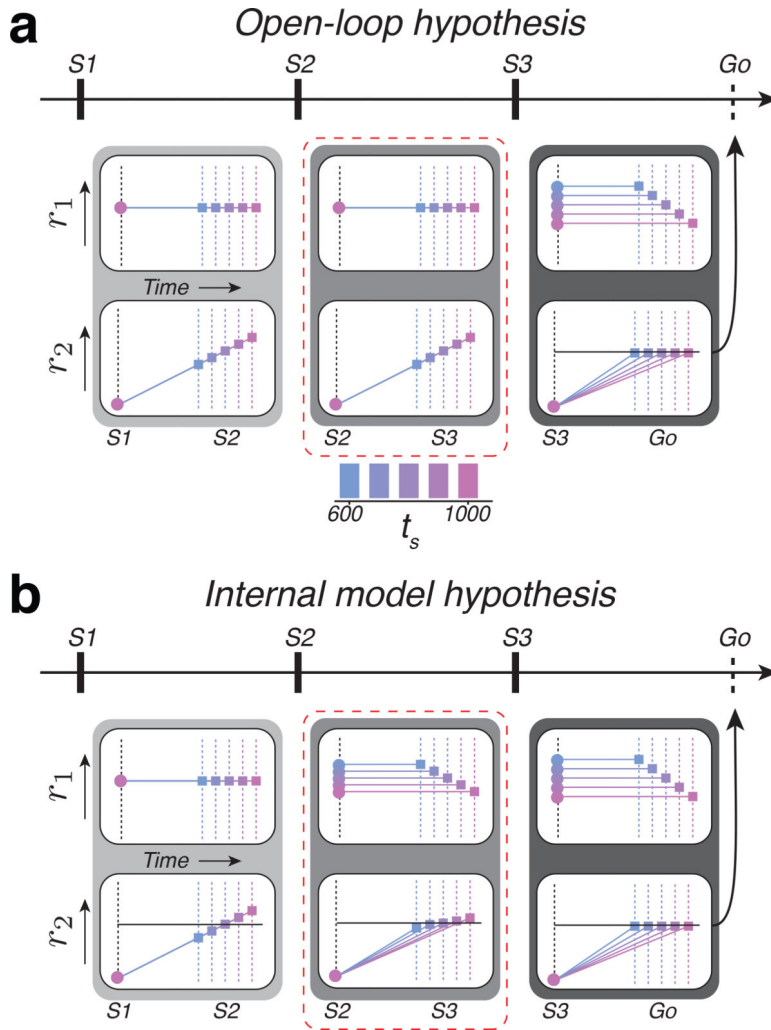 a
Open-loop hypothesis
S1 S2 S3 Go
r1
Time
r2
S1 S2 S2 S3 S3 Go
600 1000
ts
b
Internal model hypothesis
S1 S2 S3 Go
r1
Time
r2
S1 S2 S2 S3 S3 Go